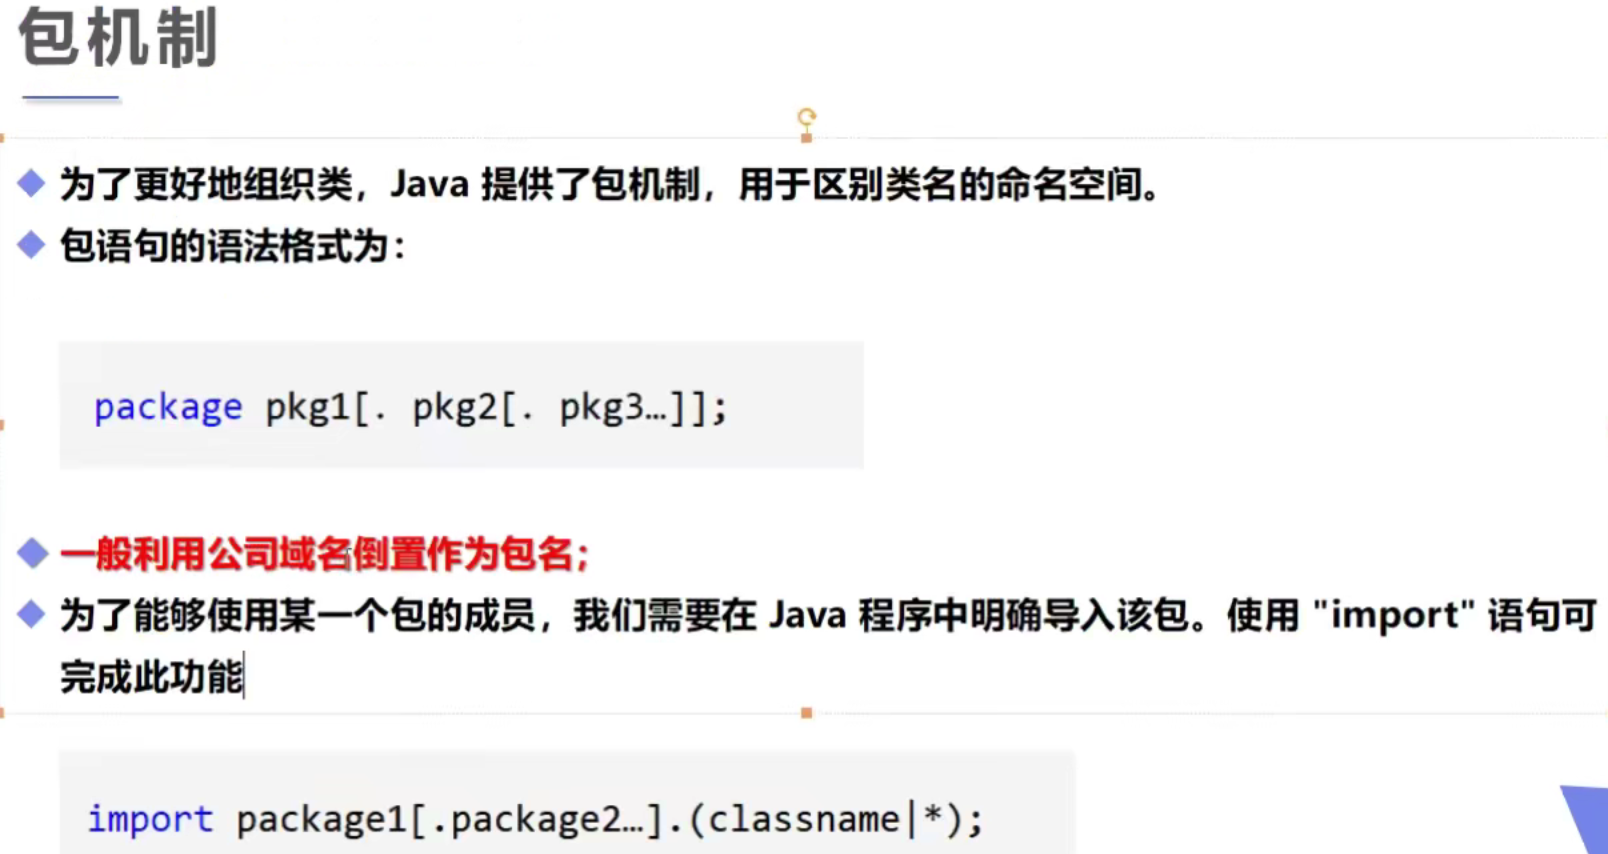 包机制
为了更好地组织类，Java 提供了包机制，用于区别类名的命名空间。
包语句的语法格式为：
package pkg1[. pkg2[. pkg3…]];
一般利用公司域名倒置作为包名；
为了能够使用某一个包的成员，我们需要在 Java 程序中明确导入该包。使用 "import" 语句可
完成此功能
import package1[.package2…].(classname|*);